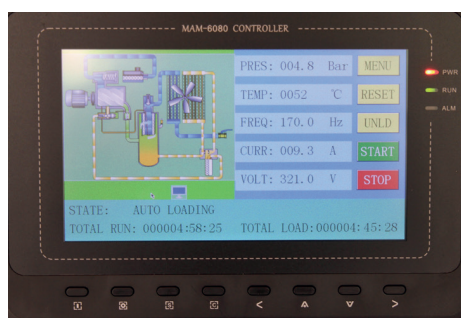 MAM-6080 CONTROLLER
PRES: 004.8 Bar MENU
TEMP: 0052 ℃ RESET
FREQ: 170.0 Hz UNLD
CURR: 009.3 A START
VOLT: 321.0 V STOP
PWR
RUN
ALM
STATE: AUTO LOADING
TOTAL RUN: 000004:58:25 TOTAL LOAD:000004:45:28
S C < >